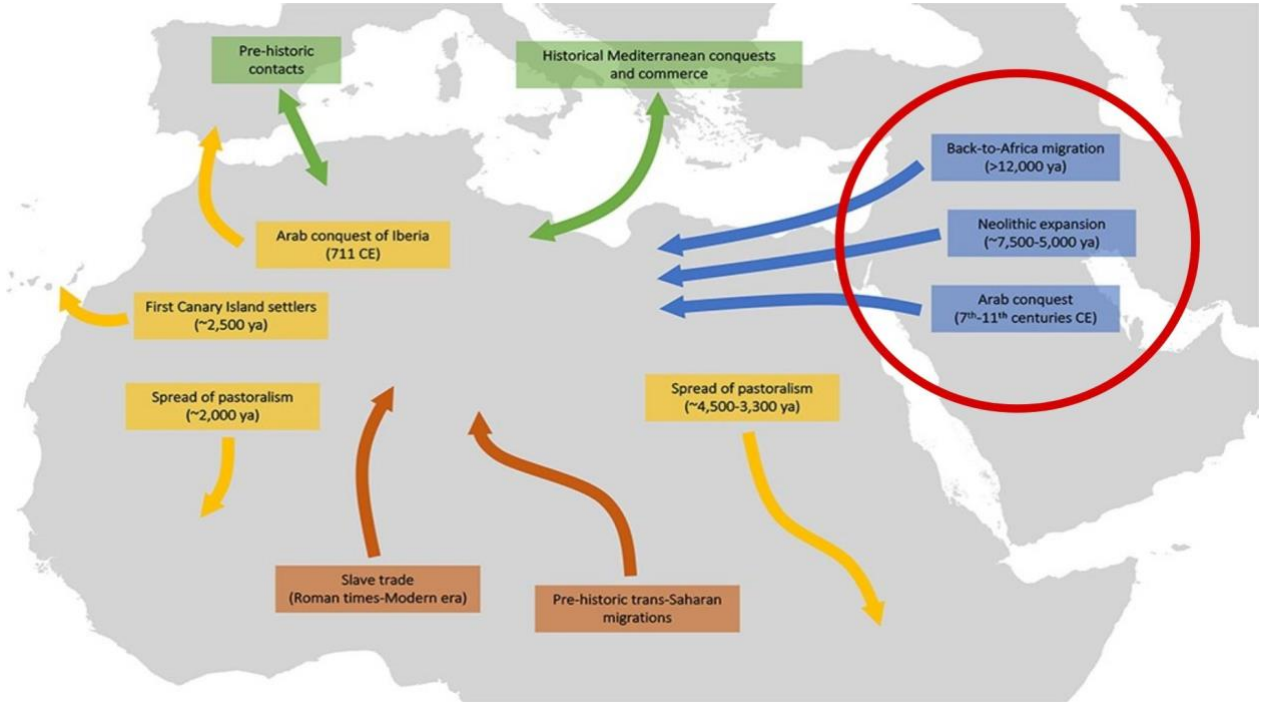 Pre-historic
contacts
Historical Mediterranean conquests
and commerce
Back-to-Africa migration
(>12,000 ya)
Neolithic expansion
(~7,500-5,000 ya)
Arab conquest of Iberia
(711 CE)
Arab conquest
(7th-11th centuries CE)
First Canary Island settlers
(~2,500 ya)
Spread of pastoralism
(~2,000 ya)
Spread of pastoralism
(~4,500-3,300 ya)
Slave trade
(Roman times-Modern era)
Pre-historic trans-Saharan
migrations